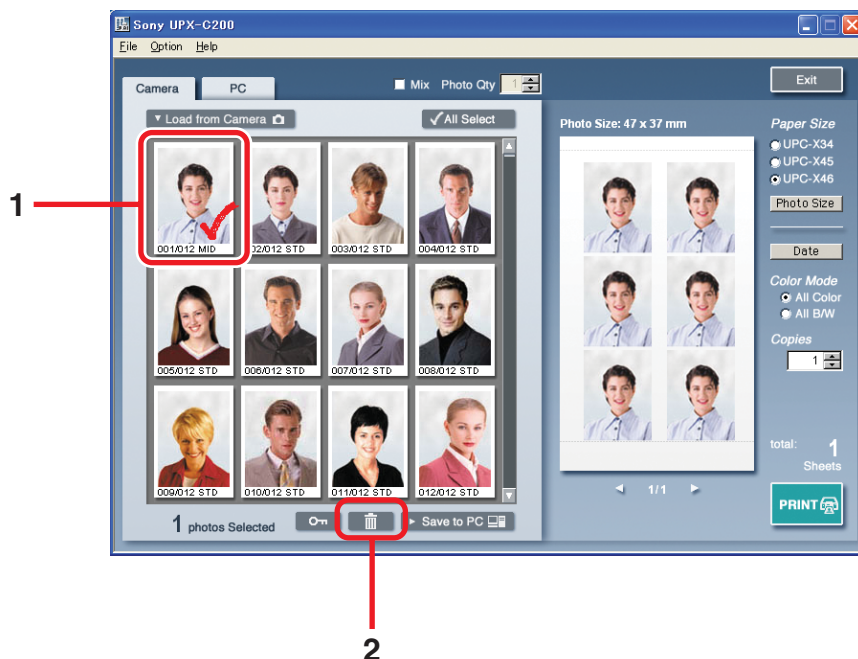 Sony UPX-C200
File Option Help
Camera PC Mix Photo Qty 1 Exit
Load from Camera All Select
Photo Size: 47 x 37 mm
Paper Size
UPC-X34
UPC-X45
UPC-X46
Photo Size
Date
Color Mode
All Color
All B/W
Copies
1
total: 1
Sheets
PRINT
1
001/012 MID 02/012 STD 003/012 STD 004/012 STD
005/012 STD 006/012 STD 007/012 STD 008/012 STD
009/012 STD 010/012 STD 011/012 STD 012/012 STD
1/1
1 photos Selected Save to PC
2